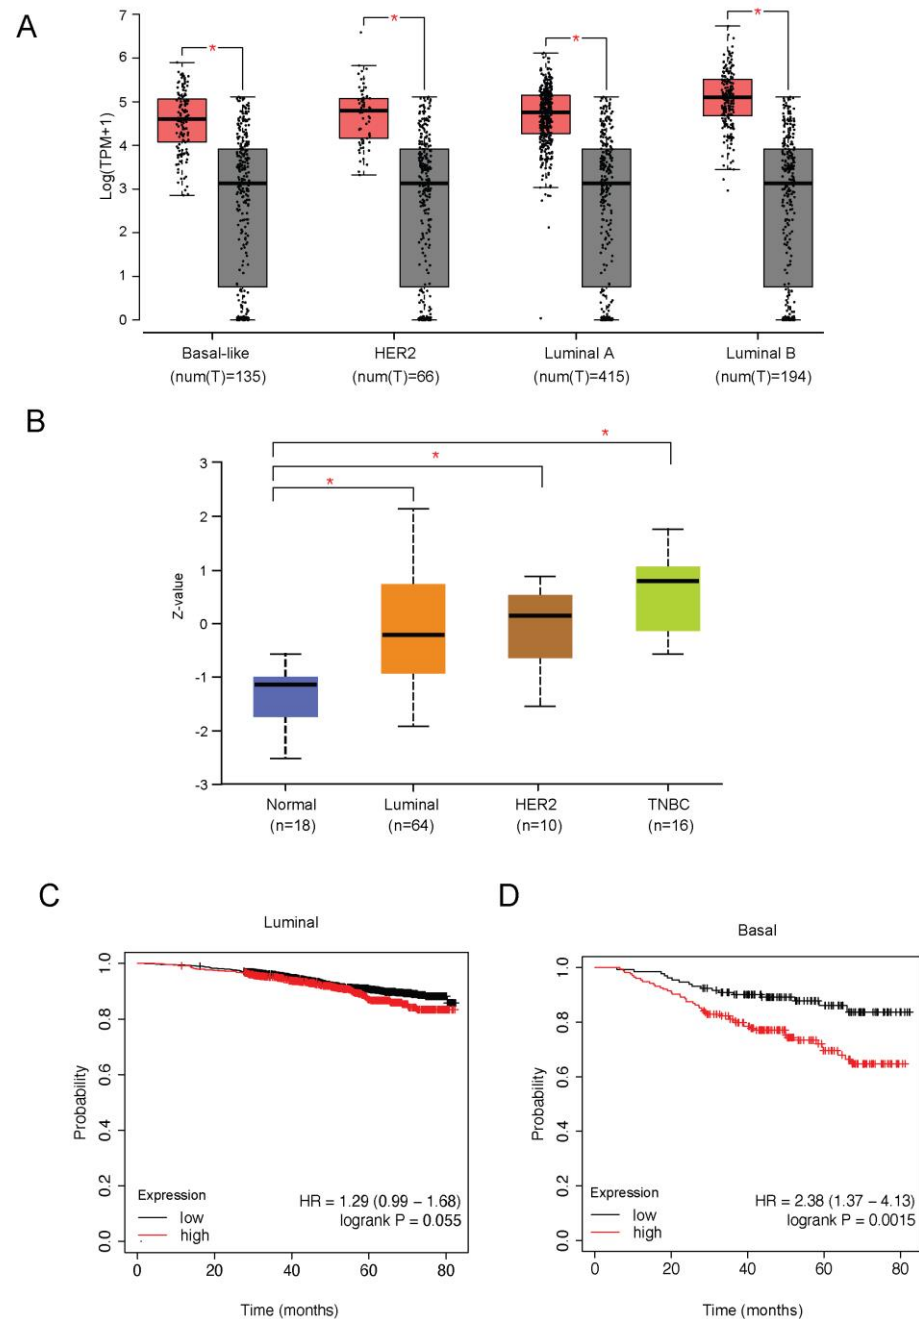 A
Log(TPM+1)
7
6
5
4
3
2
1
0
*
*
*
*
Basal-like
(num(T)=135)
HER2
(num(T)=66)
Luminal A
(num(T)=415)
Luminal B
(num(T)=194)
B
Z-value
3
2
1
0
-1
-2
-3
*
*
*
Normal
(n=18)
Luminal
(n=64)
HER2
(n=10)
TNBC
(n=16)
C
Luminal
Probability
1.0
0.8
0.6
0.4
0.2
0.0
Expression
low
high
HR = 1.29 (0.99 − 1.68)
logrank P = 0.055
0 20 40 60 80
Time (months)
D
Basal
Probability
1.0
0.8
0.6
0.4
0.2
0.0
Expression
low
high
HR = 2.38 (1.37 − 4.13)
logrank P = 0.0015
0 20 40 60 80
Time (months)